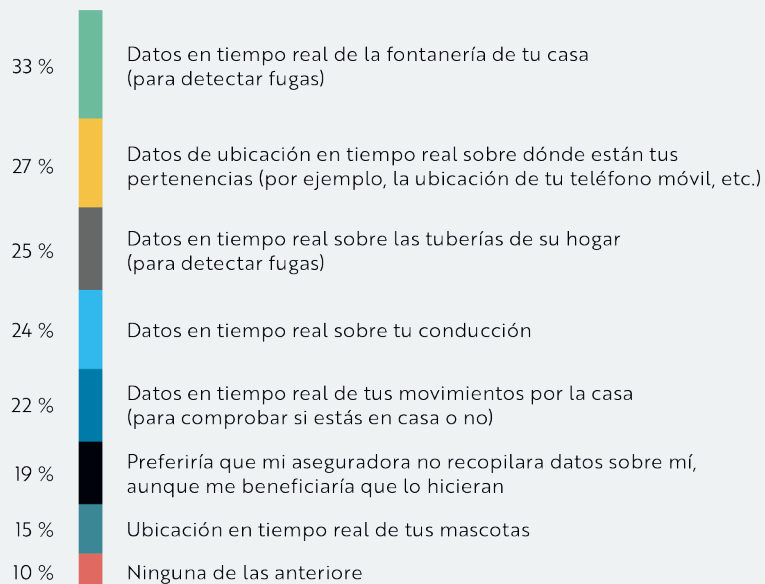 33 %
Datos en tiempo real de la fontanería de tu casa
(para detectar fugas)
27 %
Datos de ubicación en tiempo real sobre dónde están tus
pertenencias (por ejemplo, la ubicación de tu teléfono móvil, etc.)
25 %
Datos en tiempo real sobre las tuberías de su hogar
(para detectar fugas)
24 %
Datos en tiempo real sobre tu conducción
22 %
Datos en tiempo real de tus movimientos por la casa
(para comprobar si estás en casa o no)
19 %
Preferiría que mi aseguradora no recopilara datos sobre mí,
aunque me beneficiaría que lo hicieran
15 %
Ubicación en tiempo real de tus mascotas
10 %
Ninguna de las anteriore